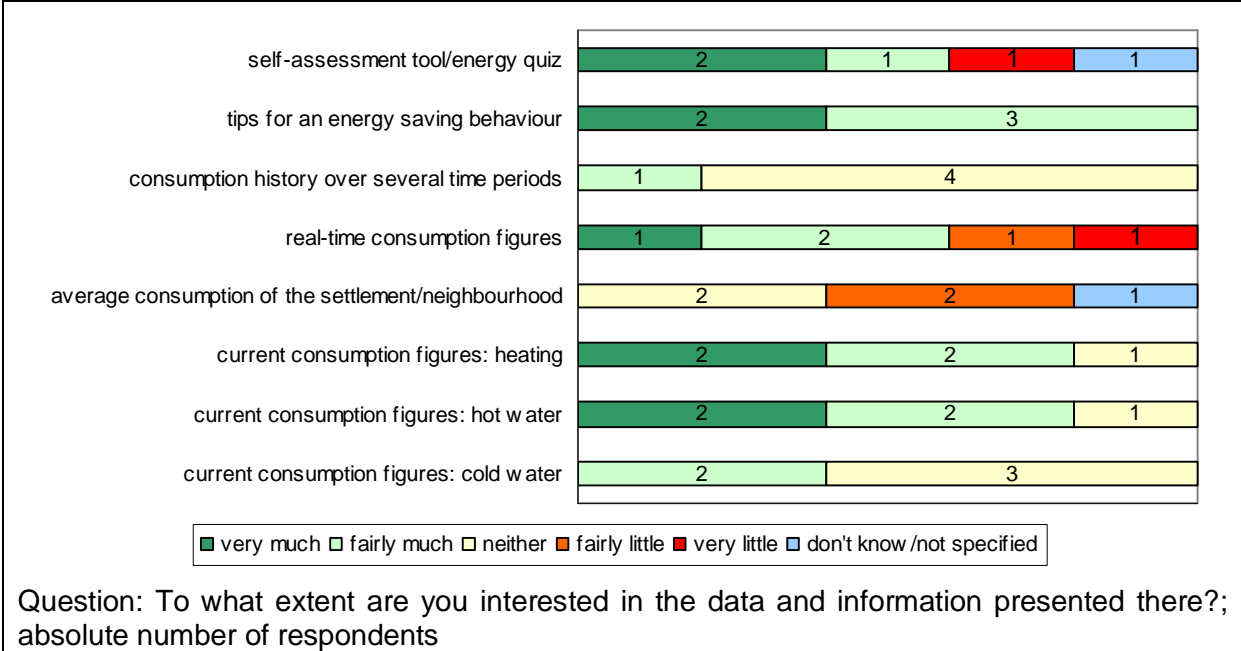 self-assessment tool/energy quiz 2 1 1 1
tips for an energy saving behaviour 2 3
consumption history over several time periods 1 4
real-time consumption figures 1 2 1 1
average consumption of the settlement/neighbourhood 2 2 1
current consumption figures: heating 2 2 1
current consumption figures: hot water 2 2 1
current consumption figures: cold water 2 3
very much fairly much neither fairly little very little don't know/not specified
Question: To what extent are you interested in the data and information presented there?;
absolute number of respondents